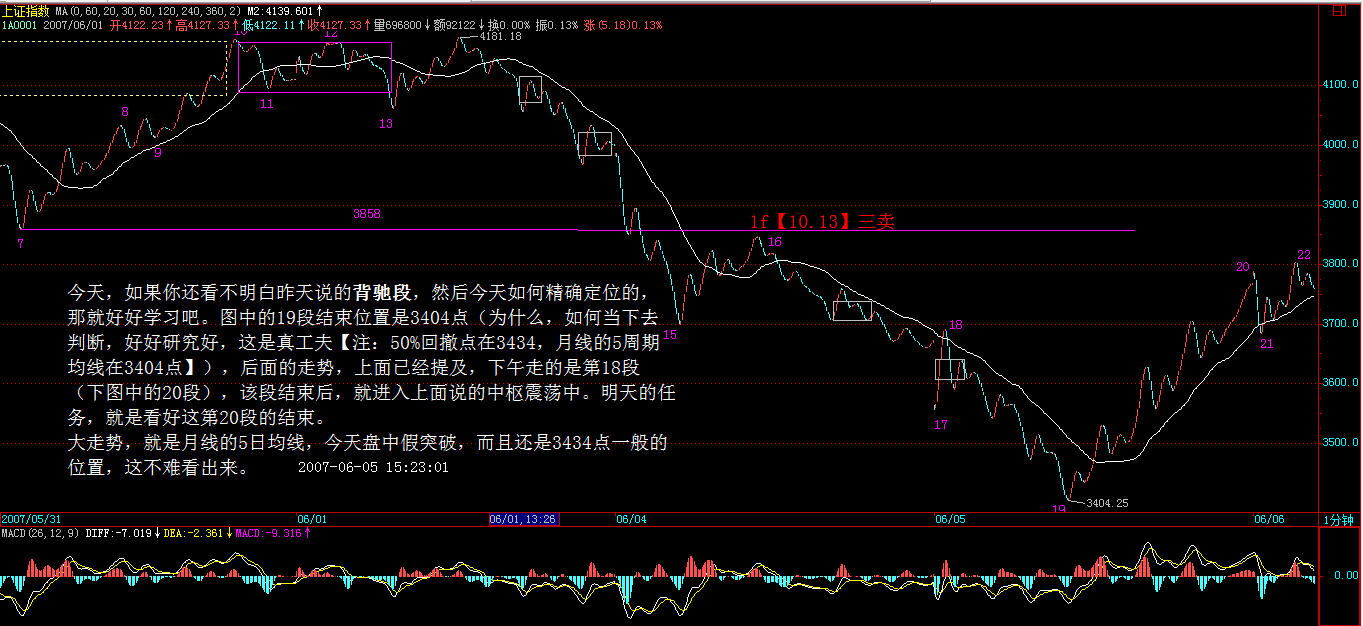 上证指数 MA(0,60,20,30,60,120,240,360,2) M2:4139.601↑
1A0001 2007/06/01 开4122.23↑高4127.33↑低4122.11↑收4127.33↑量696800↓额92122↓换0.00% 振0.13% 涨(5.18)0.13%
10
12
4181.18
4100.0
11
8
13
9
4000.0
3858
3900.0
1f【10.13】三卖
7
16
3800.0
20
22
今天，如果你还看不明白昨天说的背驰段，然后今天如何精确定位的，
那就好好学习吧。图中的19段结束位置是3404点（为什么，如何当下去
判断，好好研究好，这是真工夫【注：50%回撤点在3434，月线的5周期
均线在3404点】），后面的走势，上面已经提及，下午走的是第18段
（下图中的20段），该段结束后，就进入上面说的中枢震荡中。明天的任
务，就是看好这第20段的结束。
大走势，就是月线的5日均线，今天盘中假突破，而且还是3434点一般的
位置，这不难看出来。 2007-06-05 15:23:01
15
18
3700.0
21
3600.0
17
3500.0
19
3404.25
2007/05/31 06/01 06/01,13:26 06/04 06/05 06/06 1分钟
MACD(26,12,9) DIFF:-7.019↓DEA:-2.361↓MACD:-9.316↑
0.00